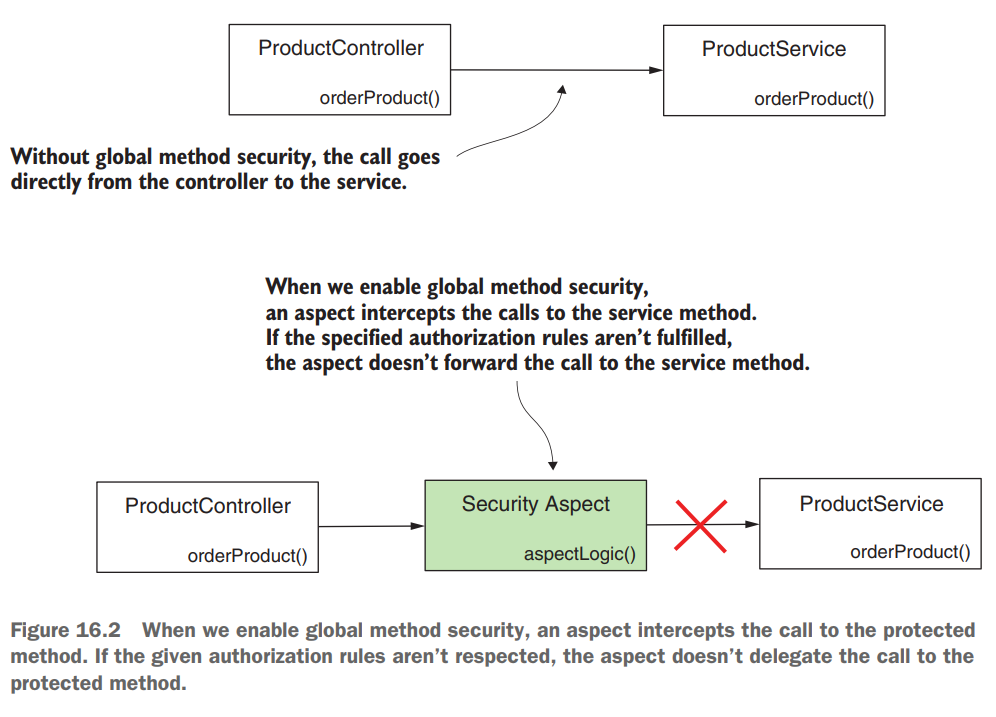 ProductController
orderProduct()
ProductService
orderProduct()
Without global method security, the call goes
directly from the controller to the service.
When we enable global method security,
an aspect intercepts the calls to the service method.
If the specified authorization rules aren’t fulfilled,
the aspect doesn’t forward the call to the service method.
ProductController
orderProduct()
Security Aspect
aspectLogic()
ProductService
orderProduct()
Figure 16.2 When we enable global method security, an aspect intercepts the call to the protected
method. If the given authorization rules aren’t respected, the aspect doesn’t delegate the call to the
protected method.